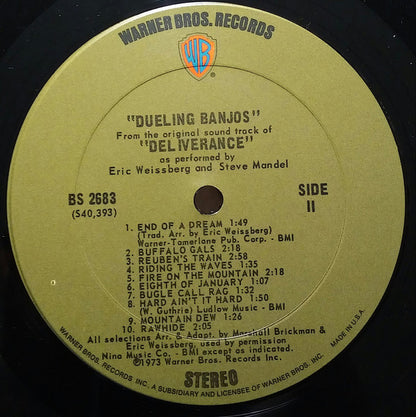 WARNER BROS. RECORDS
WB
®
"DUELING BANJOS"
From the original sound track of
"DELIVERANCE"
as performed by
Eric Weissberg and Steve Mandel
BS 2683
(S40,393)
SIDE
II
1. END OF A DREAM 1:49
(Trad. Arr. by Eric Weissberg)
Warner-Tamerlane Pub. Corp. - BMI
2. BUFFALO GALS 2:18
3. REUBEN'S TRAIN 2:58
4. RIDING THE WAVES 1:35
5. FIRE ON THE MOUNTAIN 2:18
6. EIGHTH OF JANUARY 1:07
7. BUGLE CALL RAG 1:32
8. HARD AIN'T IT HARD 1:50
(W. Guthrie) Ludlow Music - BMI
9. MOUNTAIN DEW 1:26
10. RAWHIDE 2:05
All selections Arr. & Adapt. by Marshall Brickman &
Eric Weissberg, used by permission
Nina Music Co. - BMI except as indicated.
℗1973 Warner Bros. Records Inc.
STEREO
WARNER BROS. RECORDS INC. A SUBSIDIARY AND LICENSEE OF WARNER BROS. INC.
MADE IN U.S.A.